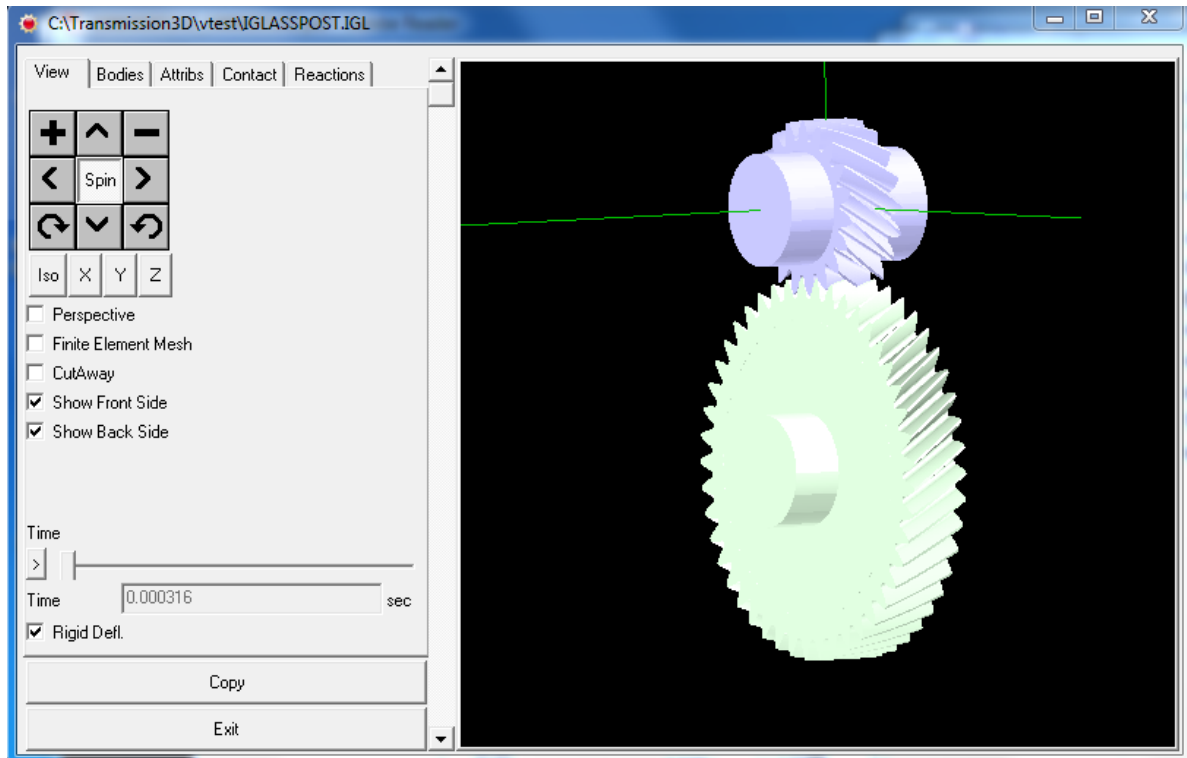 C:\Transmission3D\vtest\IGLASSPOST.IGL
View Bodies Attribs Contact Reactions
Spin
Iso X Y Z
Perspective
Finite Element Mesh
CutAway
Show Front Side
Show Back Side
Time
>
Time 0.000316 sec
Rigid Defl.
Copy
Exit